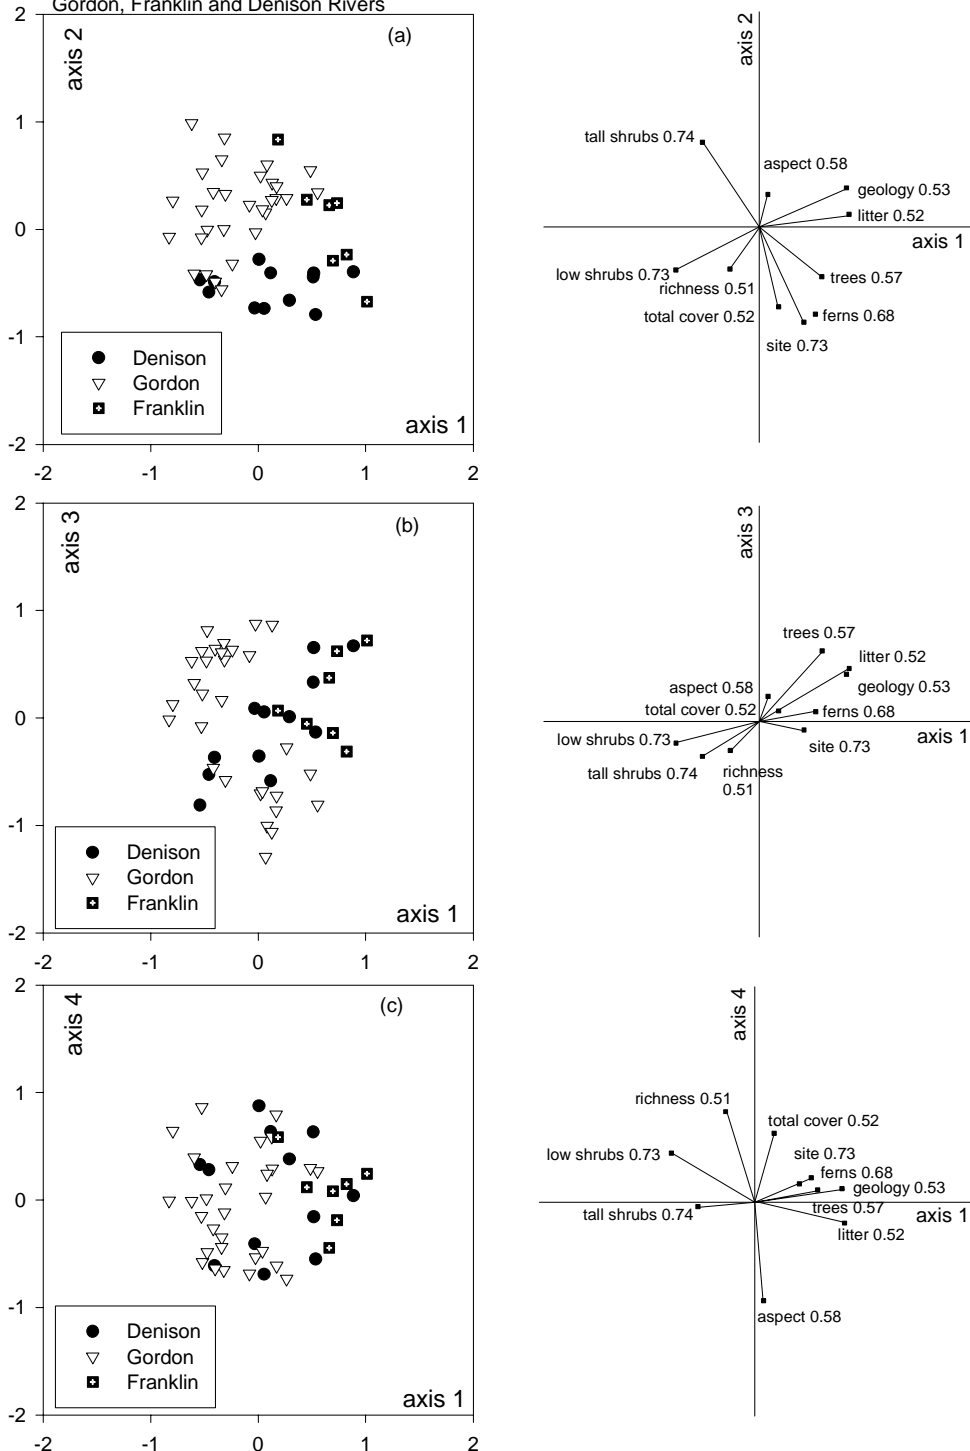 Gordon, Franklin and Denison Rivers
2
1
0
-1
-2
axis 2
(a)
Denison
Gordon
Franklin
axis 1
-2
-1
0
1
2
axis 2
tall shrubs 0.74
aspect 0.58
geology 0.53
litter 0.52
axis 1
low shrubs 0.73
richness 0.51
trees 0.57
total cover 0.52
ferns 0.68
site 0.73
2
1
0
-1
-2
axis 3
(b)
Denison
Gordon
Franklin
axis 1
-2
-1
0
1
2
axis 3
trees 0.57
litter 0.52
aspect 0.58
geology 0.53
total cover 0.52
ferns 0.68
low shrubs 0.73
site 0.73
axis 1
tall shrubs 0.74
richness
0.51
2
1
0
-1
-2
axis 4
(c)
Denison
Gordon
Franklin
axis 1
-2
-1
0
1
2
axis 4
richness 0.51
total cover 0.52
low shrubs 0.73
site 0.73
ferns 0.68
geology 0.53
tall shrubs 0.74
trees 0.57
axis 1
litter 0.52
aspect 0.58